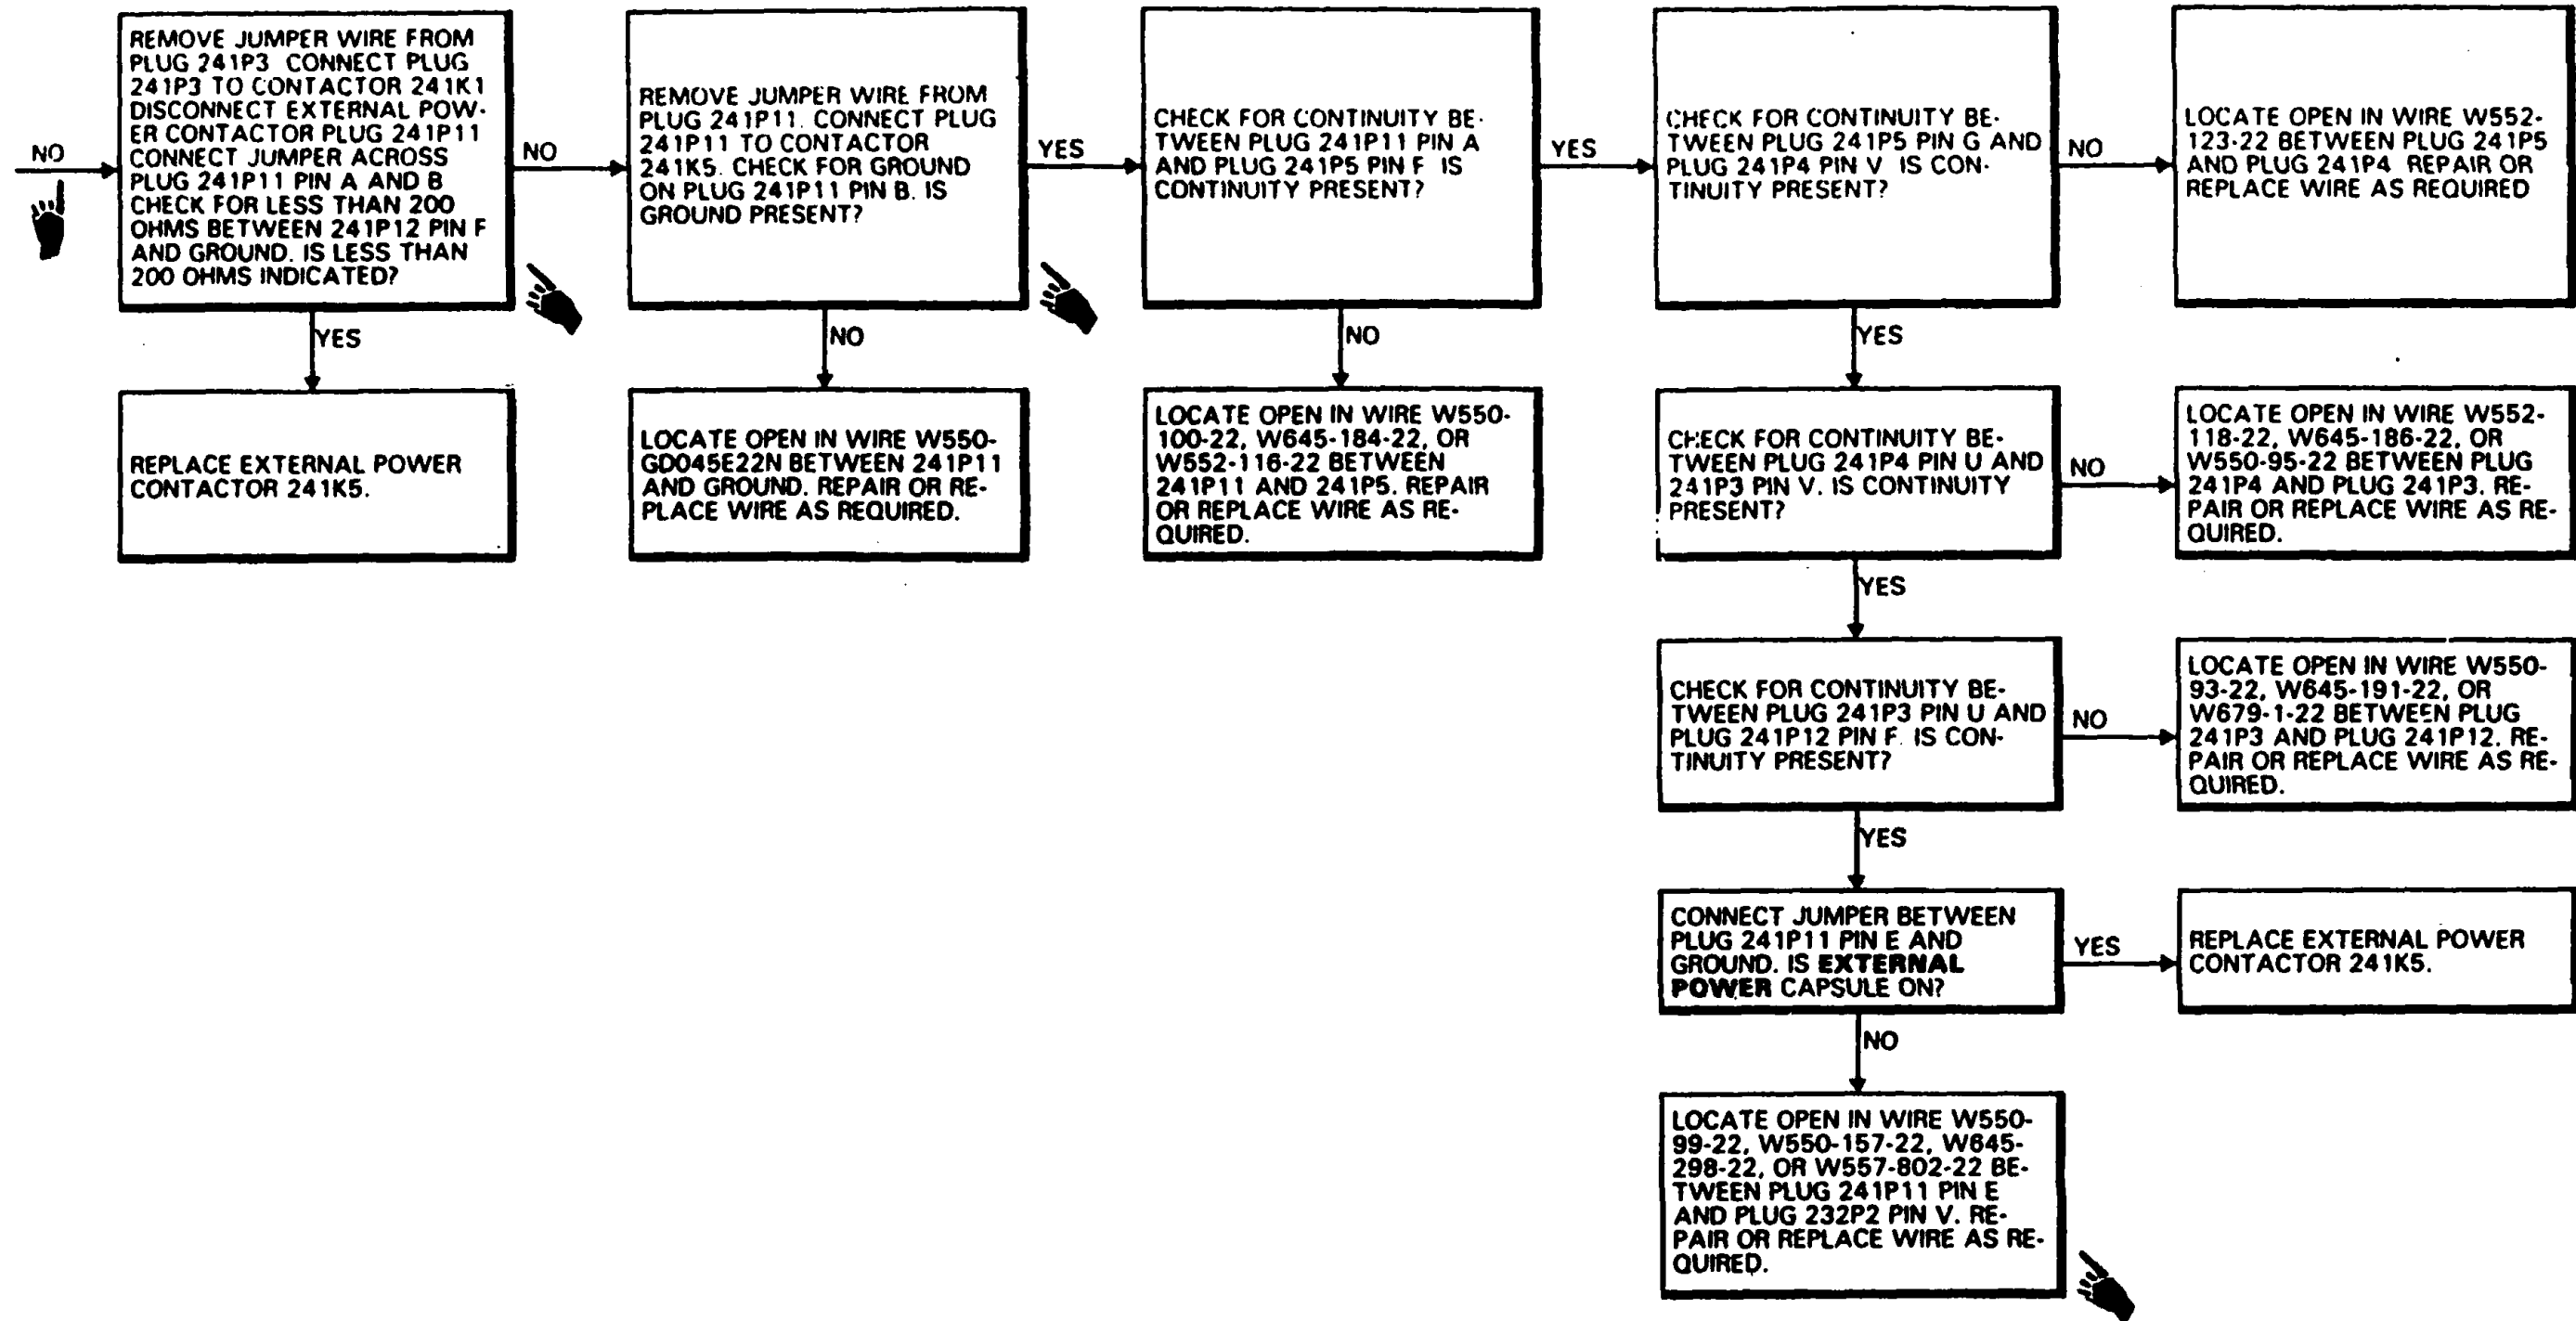 NO
REMOVE JUMPER WIRE FROM
PLUG 241P3 CONNECT PLUG
241P3 TO CONTACTOR 241K1
DISCONNECT EXTERNAL POW-
ER CONTACTOR PLUG 241P11
CONNECT JUMPER ACROSS
PLUG 241P11 PIN A AND B
CHECK FOR LESS THAN 200
OHMS BETWEEN 241P12 PIN F
AND GROUND. IS LESS THAN
200 OHMS INDICATED?
NO
REMOVE JUMPER WIRE FROM
PLUG 241P11. CONNECT PLUG
241P11 TO CONTACTOR
241K5. CHECK FOR GROUND
ON PLUG 241P11 PIN B. IS
GROUND PRESENT?
YES
CHECK FOR CONTINUITY BE-
TWEEN PLUG 241P11 PIN A
AND PLUG 241P5 PIN F IS
CONTINUITY PRESENT?
YES
CHECK FOR CONTINUITY BE-
TWEEN PLUG 241P5 PIN G AND
PLUG 241P4 PIN V IS CON-
TINUITY PRESENT?
NO
LOCATE OPEN IN WIRE W552-
123-22 BETWEEN PLUG 241P5
AND PLUG 241P4 REPAIR OR
REPLACE WIRE AS REQUIRED
YES
NO
NO
YES
REPLACE EXTERNAL POWER
CONTACTOR 241K5.
LOCATE OPEN IN WIRE W550-
GD045E22N BETWEEN 241P11
AND GROUND. REPAIR OR RE-
PLACE WIRE AS REQUIRED.
LOCATE OPEN IN WIRE W550-
100-22, W645-184-22, OR
W552-116-22 BETWEEN
241P11 AND 241P5. REPAIR
OR REPLACE WIRE AS RE-
QUIRED.
CHECK FOR CONTINUITY BE-
TWEEN PLUG 241P4 PIN U AND
241P3 PIN V. IS CONTINUITY
PRESENT?
NO
LOCATE OPEN IN WIRE W552-
118-22, W645-186-22, OR
W550-95-22 BETWEEN PLUG
241P4 AND PLUG 241P3. RE-
PAIR OR REPLACE WIRE AS RE-
QUIRED.
YES
CHECK FOR CONTINUITY BE-
TWEEN PLUG 241P3 PIN U AND
PLUG 241P12 PIN F. IS CON-
TINUITY PRESENT?
NO
LOCATE OPEN IN WIRE W550-
93-22, W645-191-22, OR
W679-1-22 BETWEEN PLUG
241P3 AND PLUG 241P12. RE-
PAIR OR REPLACE WIRE AS RE-
QUIRED.
YES
CONNECT JUMPER BETWEEN
PLUG 241P11 PIN E AND
GROUND. IS EXTERNAL
POWER CAPSULE ON?
YES
REPLACE EXTERNAL POWER
CONTACTOR 241K5.
NO
LOCATE OPEN IN WIRE W550-
99-22, W550-157-22, W645-
298-22, OR W557-802-22 BE-
TWEEN PLUG 241P11 PIN E
AND PLUG 232P2 PIN V. RE-
PAIR OR REPLACE WIRE AS RE-
QUIRED.